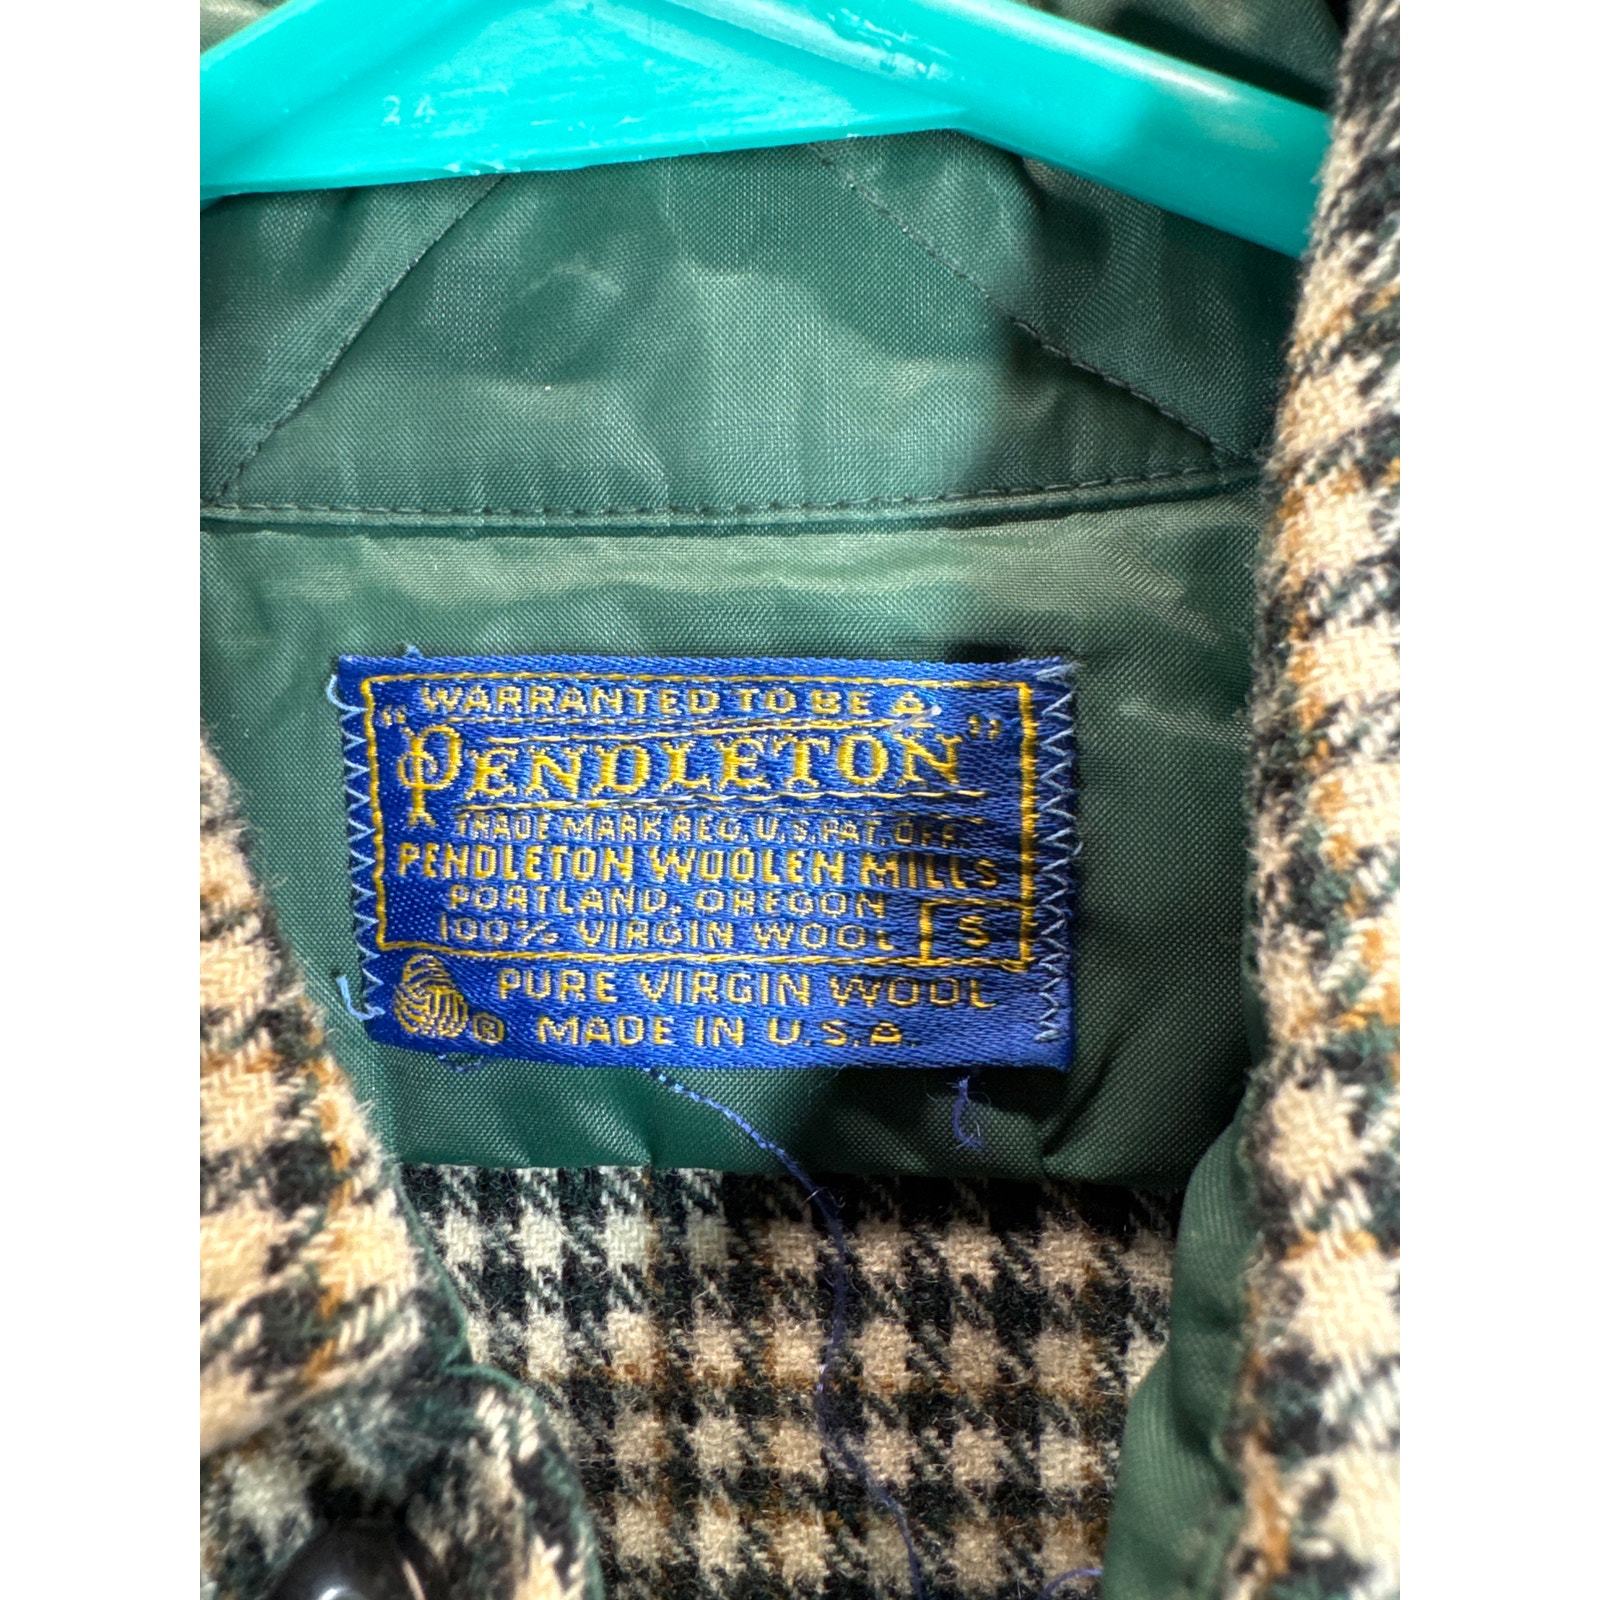 24
WARRANTED TO BE A
"PENDLETON"
TRADE MARK REG. U.S. PAT. OFF.
PENDLETON WOOLEN MILLS
PORTLAND, OREGON
100% VIRGIN WOOL S
PURE VIRGIN WOOL
® MADE IN U.S.A.